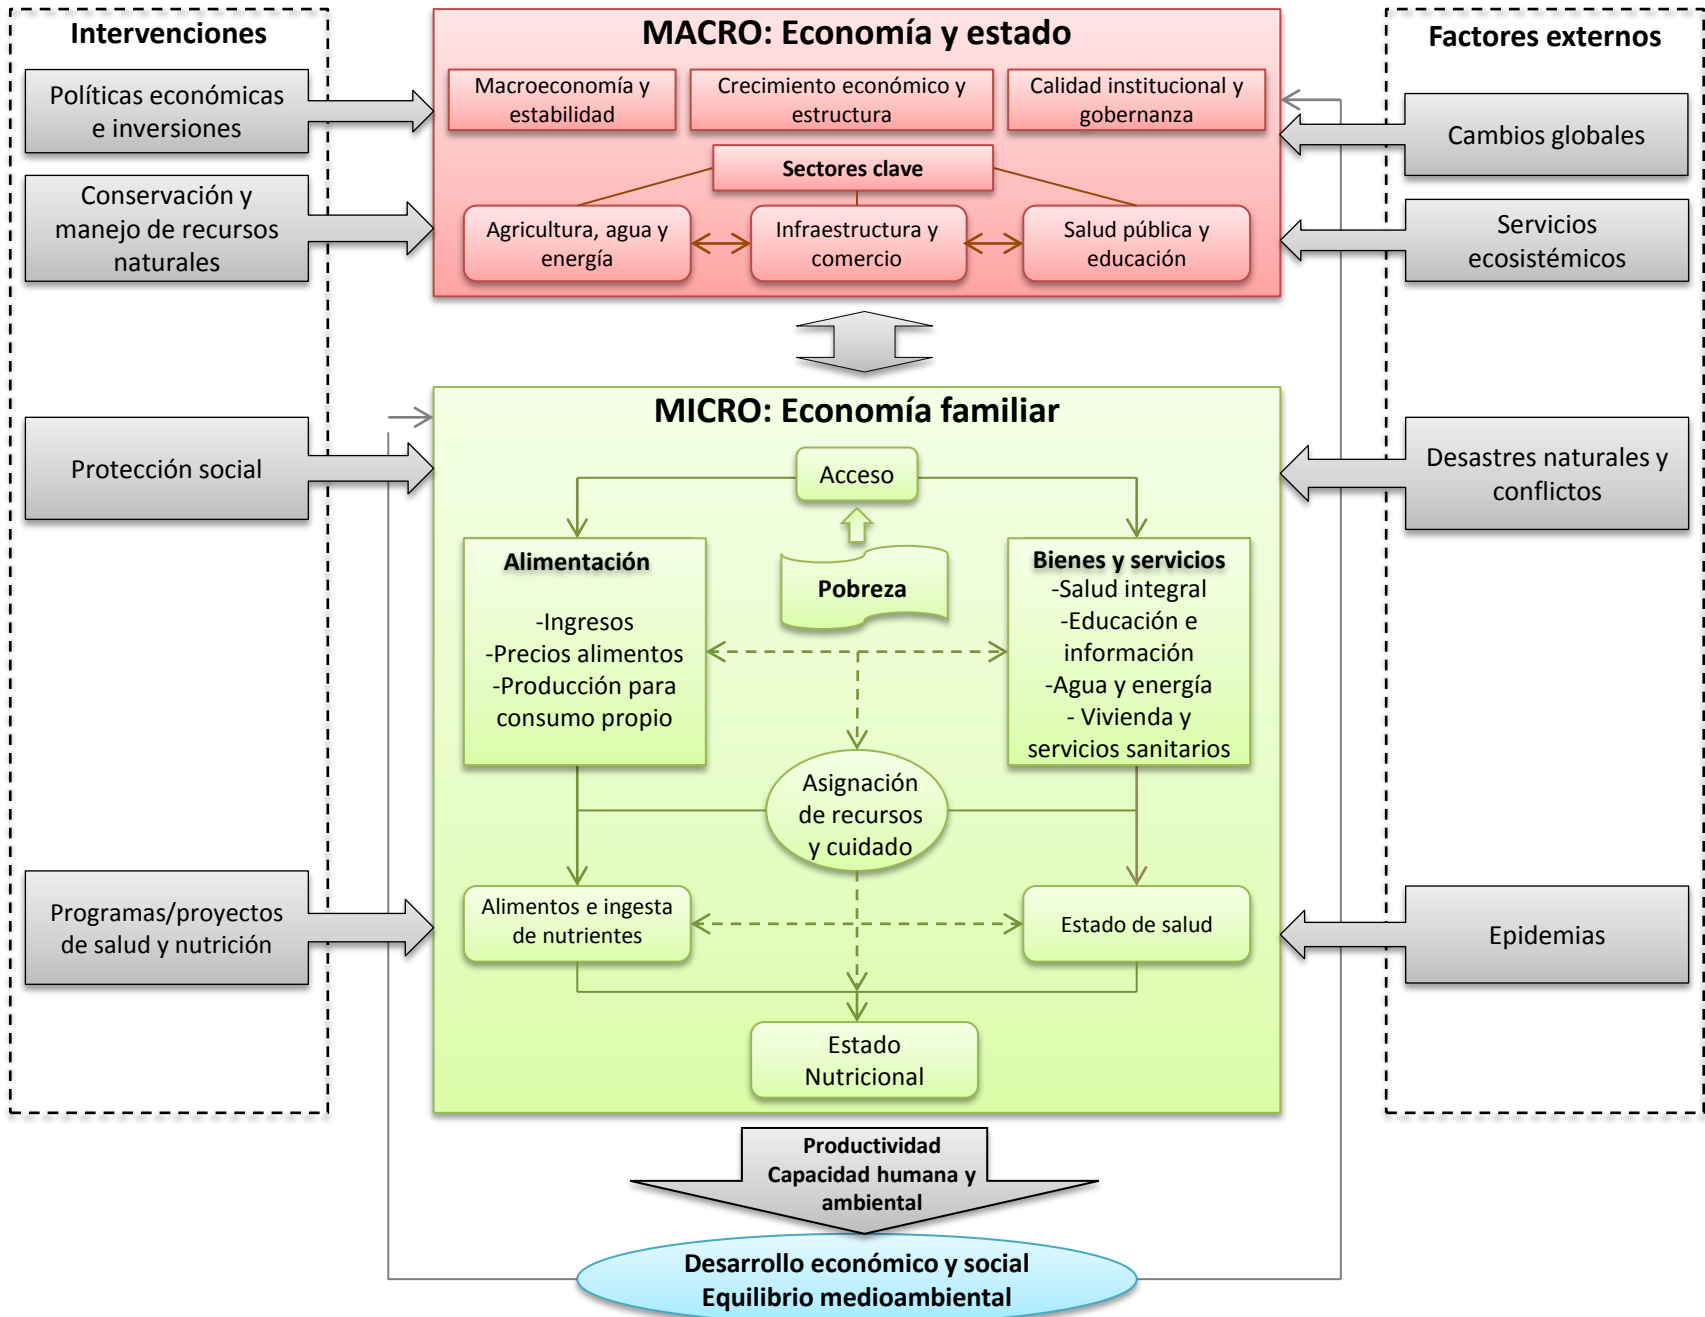 Intervenciones
Políticas económicas
e inversiones
Conservación y
manejo de recursos
naturales
Protección social
Programas/proyectos
de salud y nutrición
MACRO: Economía y estado
Macroeconomía y
estabilidad
Crecimiento económico y
estructura
Calidad institucional y
gobernanza
Sectores clave
Agricultura, agua y
energía
Infraestructura y
comercio
Salud pública y
educación
MICRO: Economía familiar
Acceso
Pobreza
Alimentación
-Ingresos
-Precios alimentos
-Producción para
consumo propio
Bienes y servicios
-Salud integral
-Educación e
información
-Agua y energía
- Vivienda y
servicios sanitarios
Asignación
de recursos
y cuidado
Alimentos e ingesta
de nutrientes
Estado de salud
Estado
Nutricional
Productividad
Capacidad humana y
ambiental
Desarrollo económico y social
Equilibrio medioambiental
Factores externos
Cambios globales
Servicios
ecosistémicos
Desastres naturales y
conflictos
Epidemias